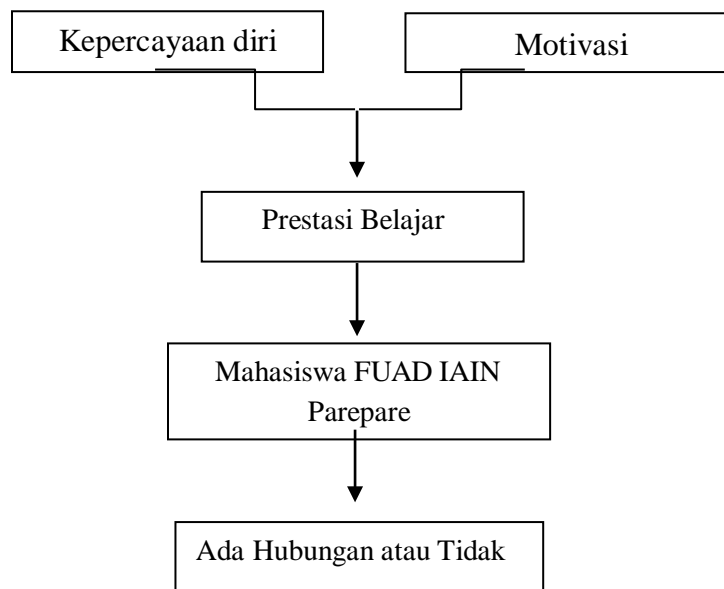 Kepercayaan diri
Motivasi
Prestasi Belajar
Mahasiswa FUAD IAIN
Parepare
Ada Hubungan atau Tidak